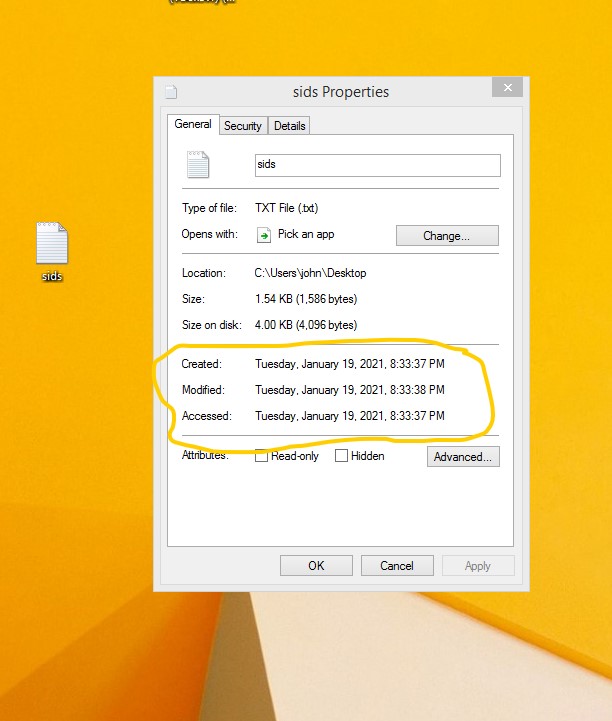 sids Properties
General Security Details
sids
Type of file: TXT File (.txt)
Opens with: Pick an app Change...
Location: C:\Users\john\Desktop
Size: 1.54 KB (1,586 bytes)
Size on disk: 4.00 KB (4,096 bytes)
Created: Tuesday, January 19, 2021, 8:33:37 PM
Modified: Tuesday, January 19, 2021, 8:33:38 PM
Accessed: Tuesday, January 19, 2021, 8:33:37 PM
Attributes: Read-only Hidden Advanced...
OK Cancel Apply
sids